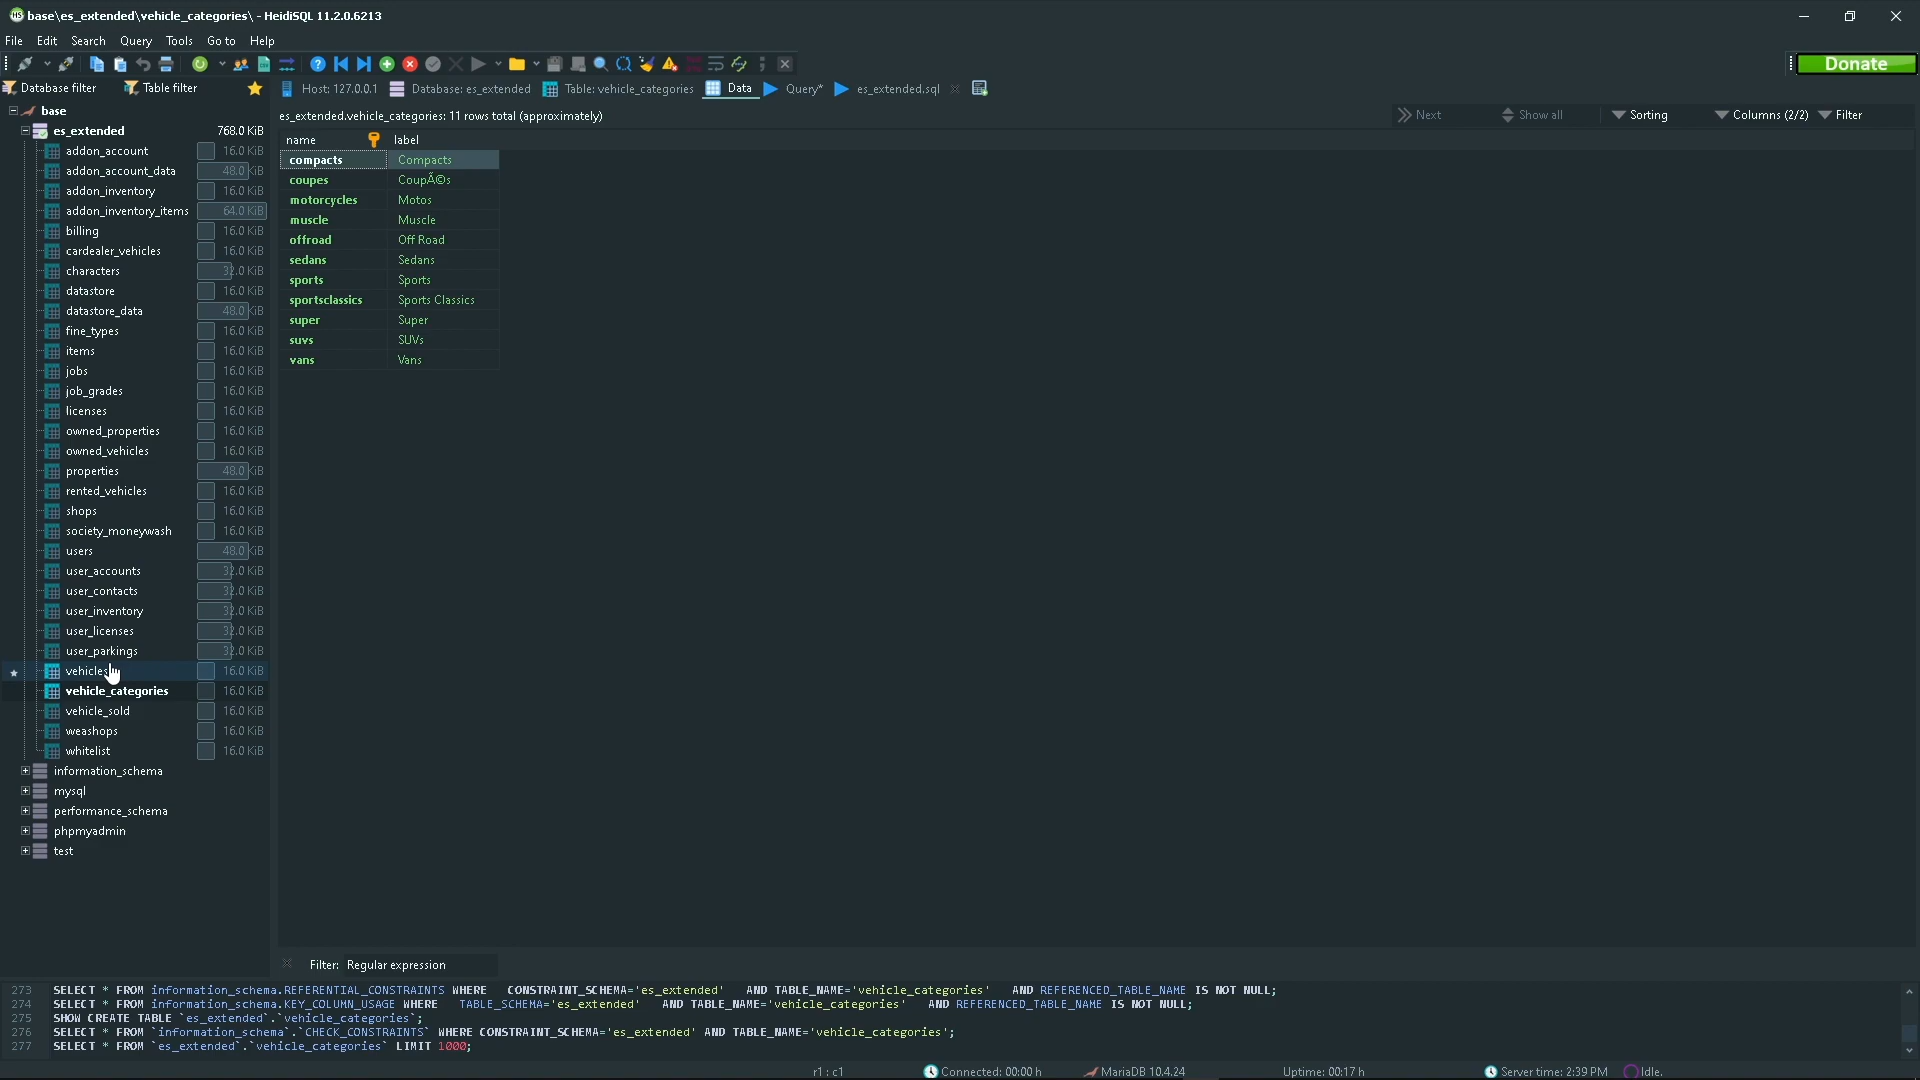 base\es_extended\vehicle_categories\ - HeidiSQL 11.2.0.6213
File Edit Search Query Tools Go to Help
Donate
Database filter Table filter
Host: 127.0.0.1 Database: es_extended Table: vehicle_categories Data Query* es_extended.sql
es_extended.vehicle_categories: 11 rows total (approximately)
Next Show all Sorting Columns (2/2) Filter
base
es_extended 768.0 KiB
addon_account 16.0 KiB
addon_account_data 48.0 KiB
addon_inventory 16.0 KiB
addon_inventory_items 64.0 KiB
billing 16.0 KiB
cardealer_vehicles 16.0 KiB
characters 32.0 KiB
datastore 16.0 KiB
datastore_data 48.0 KiB
fine_types 16.0 KiB
items 16.0 KiB
jobs 16.0 KiB
job_grades 16.0 KiB
licenses 16.0 KiB
owned_properties 16.0 KiB
owned_vehicles 16.0 KiB
properties 48.0 KiB
rented_vehicles 16.0 KiB
shops 16.0 KiB
society_moneywash 16.0 KiB
users 48.0 KiB
user_accounts 32.0 KiB
user_contacts 32.0 KiB
user_inventory 32.0 KiB
user_licenses 32.0 KiB
user_parkings 32.0 KiB
vehicles 16.0 KiB
vehicle_categories 16.0 KiB
vehicle_sold 16.0 KiB
weashops 16.0 KiB
whitelist 16.0 KiB
information_schema
mysql
performance_schema
phpmyadmin
test
name label
compacts Compacts
coupes CoupÃ©s
motorcycles Motos
muscle Muscle
offroad Off Road
sedans Sedans
sports Sports
sportsclassics Sports Classics
super Super
suvs SUVs
vans Vans
Filter: Regular expression
273 SELECT * FROM information_schema.REFERENTIAL_CONSTRAINTS WHERE CONSTRAINT_SCHEMA='es_extended' AND TABLE_NAME='vehicle_categories' AND REFERENCED_TABLE_NAME IS NOT NULL;
274 SELECT * FROM information_schema.KEY_COLUMN_USAGE WHERE TABLE_SCHEMA='es_extended' AND TABLE_NAME='vehicle_categories' AND REFERENCED_TABLE_NAME IS NOT NULL;
275 SHOW CREATE TABLE `es_extended`.`vehicle_categories`;
276 SELECT * FROM `information_schema`.`CHECK_CONSTRAINTS` WHERE CONSTRAINT_SCHEMA='es_extended' AND TABLE_NAME='vehicle_categories';
277 SELECT * FROM `es_extended`.`vehicle_categories` LIMIT 1000;
r1 : c1 Connected: 00:00 h MariaDB 10.4.24 Uptime: 00:17 h Server time: 2:39 PM Idle.